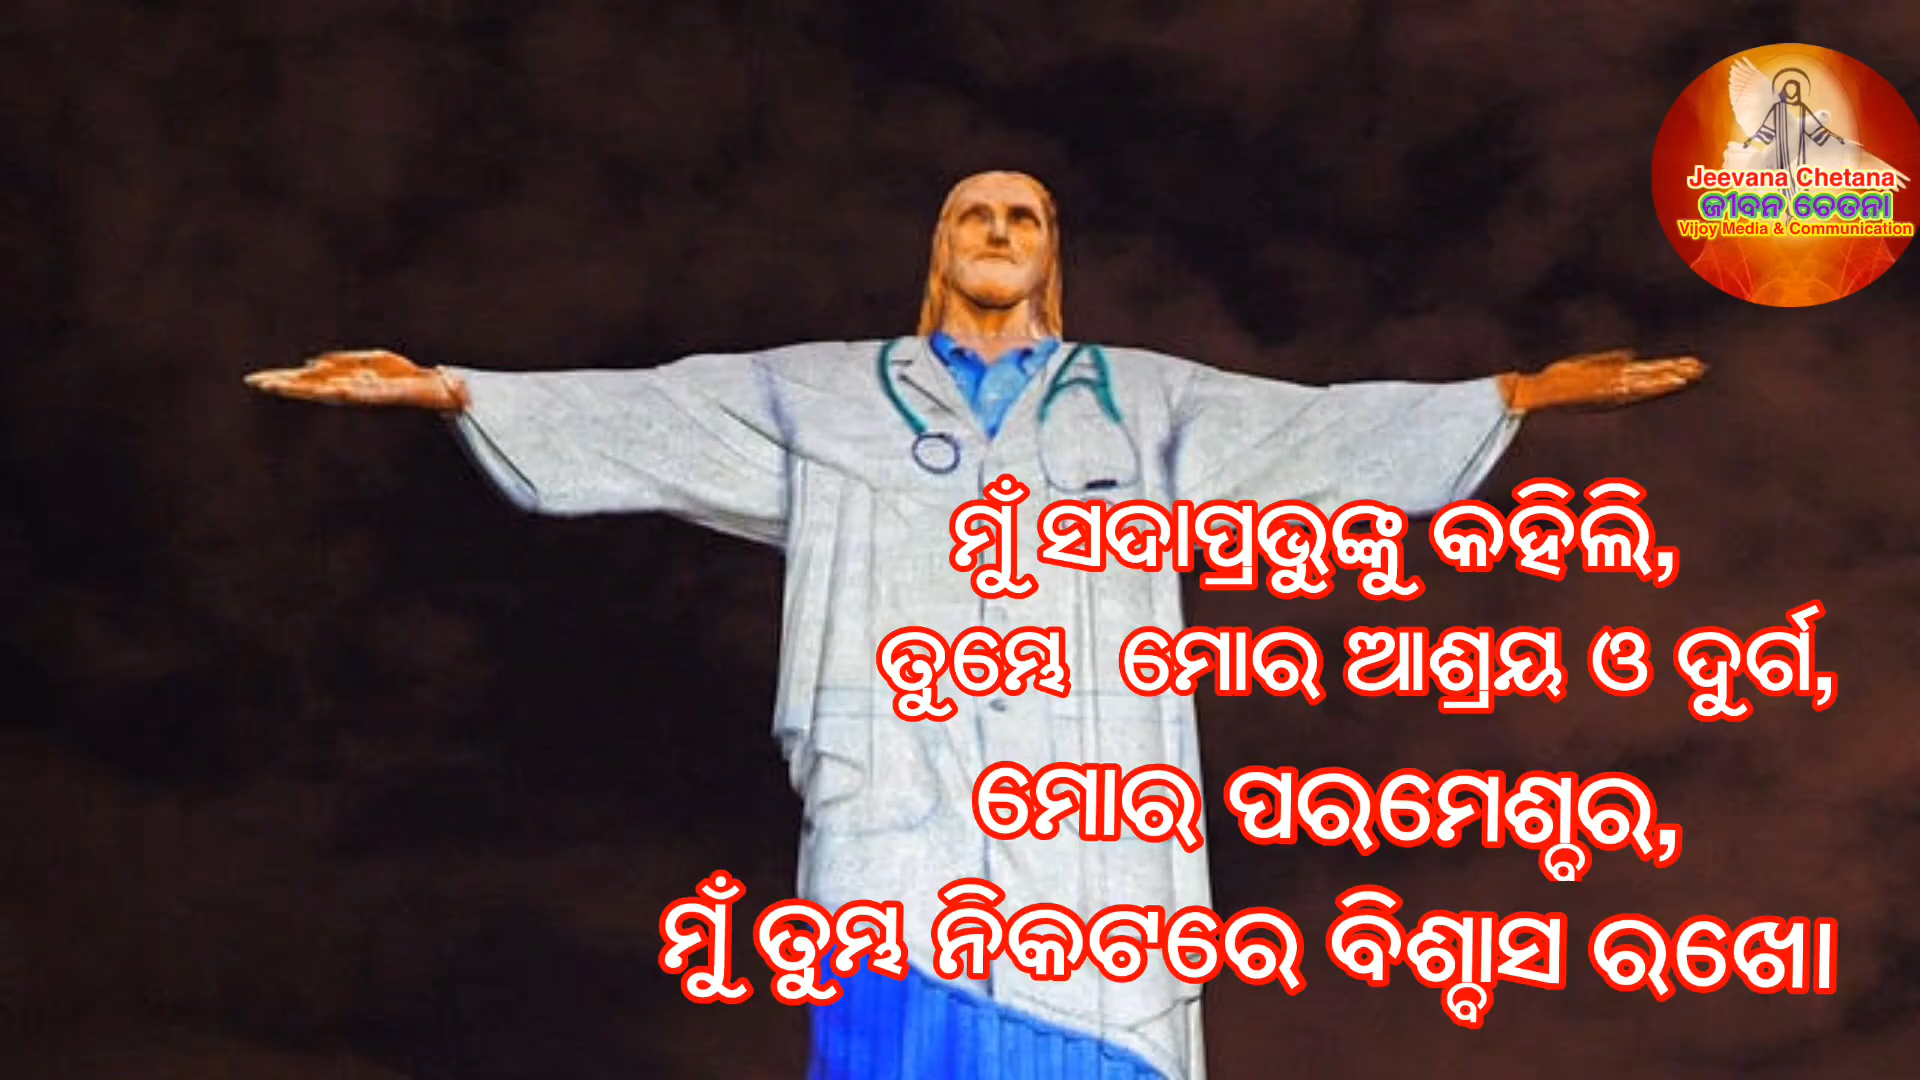 Jeevana Chetana
ଜୀବନ ଚେତନା
Vijoy Media & Communication
ମୁଁ ସଦାପ୍ରଭୁଙ୍କୁ କହିଲି,
ତୁମ୍ଭେ ମୋର ଆଶ୍ରୟ ଓ ଦୁର୍ଗ,
ମୋର ପରମେଶ୍ବର,
ମୁଁ ତୁମ୍ଭ ନିକଟରେ ବିଶ୍ବାସ ରଖେ।